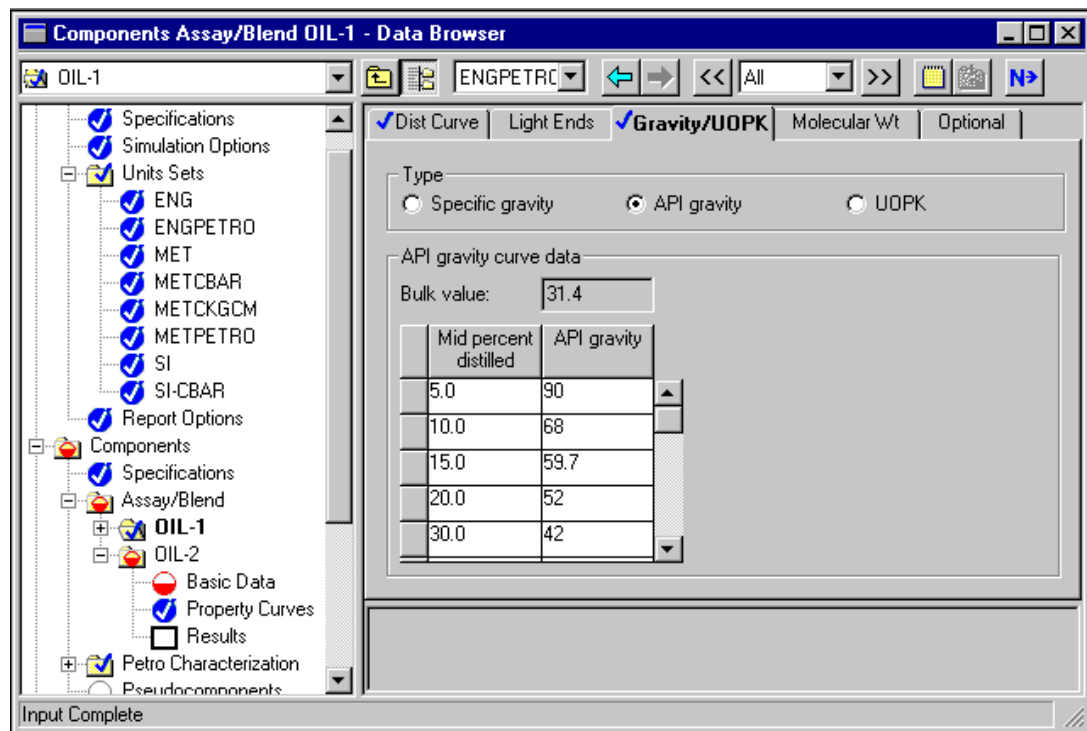 Components Assay/Blend OIL-1 - Data Browser
OIL-1
ENGPETRO
<< All >>
N>
Specifications
Simulation Options
Units Sets
ENG
ENGPETRO
MET
METCBAR
METCKGCM
METPETRO
SI
SI-CBAR
Report Options
Components
Specifications
Assay/Blend
OIL-1
OIL-2
Basic Data
Property Curves
Results
Petro Characterization
Pseudocomponents
Dist Curve Light Ends Gravity/UOPK Molecular Wt Optional
Type
Specific gravity API gravity UOPK
API gravity curve data
Bulk value: 31.4
Mid percent API gravity
distilled
5.0 90
10.0 68
15.0 59.7
20.0 52
30.0 42
Input Complete